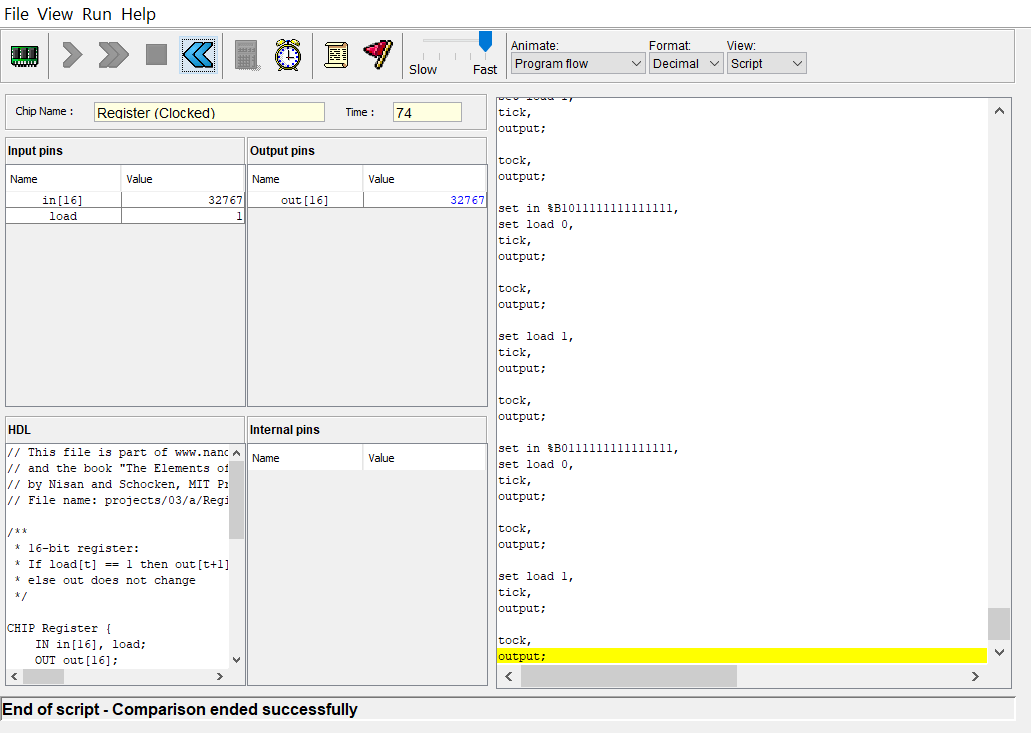 File View Run Help
Slow Fast
Animate: Format: View:
Program flow Decimal Script
Chip Name : Register (Clocked) Time : 74
Input pins
Name Value
in[16] 32767
load 1
Output pins
Name Value
out[16] 32767
HDL
// This file is part of www.nand
// and the book "The Elements of
// by Nisan and Schocken, MIT Pr
// File name: projects/03/a/Regi
/**
* 16-bit register:
* If load[t] == 1 then out[t+1]
* else out does not change
*/
CHIP Register {
IN in[16], load;
OUT out[16];
Internal pins
Name Value
set load 1,
tick,
output;
tock,
output;
set in %B1011111111111111,
set load 0,
tick,
output;
tock,
output;
set load 1,
tick,
output;
tock,
output;
set in %B0111111111111111,
set load 0,
tick,
output;
tock,
output;
set load 1,
tick,
output;
tock,
output;
End of script - Comparison ended successfully